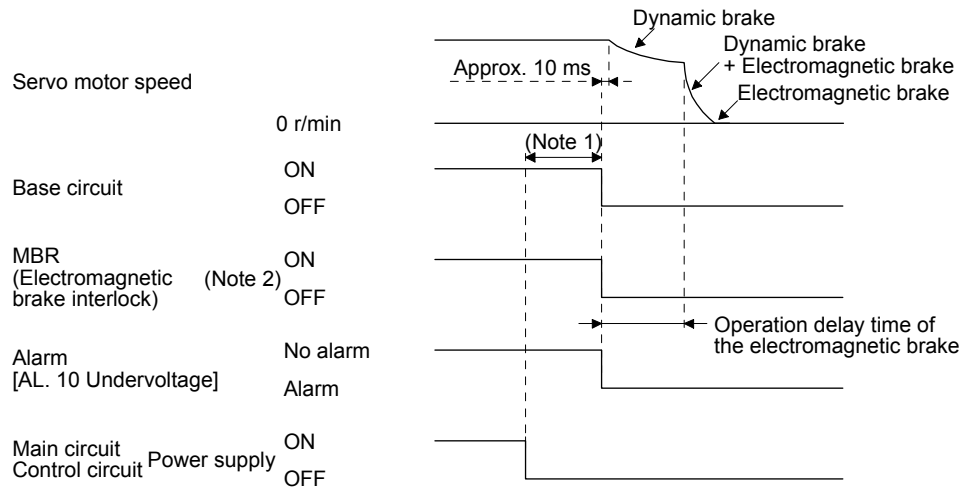 Dynamic brake
Dynamic brake
+ Electromagnetic brake
Approx. 10 ms
Electromagnetic brake
Servo motor speed
0 r/min
(Note 1)
ON
Base circuit
OFF
MBR
(Electromagnetic
brake interlock)
(Note 2)
ON
OFF
Operation delay time of
the electromagnetic brake
No alarm
Alarm
[AL. 10 Undervoltage]
Alarm
Main circuit
Control circuit
Power supply
ON
OFF